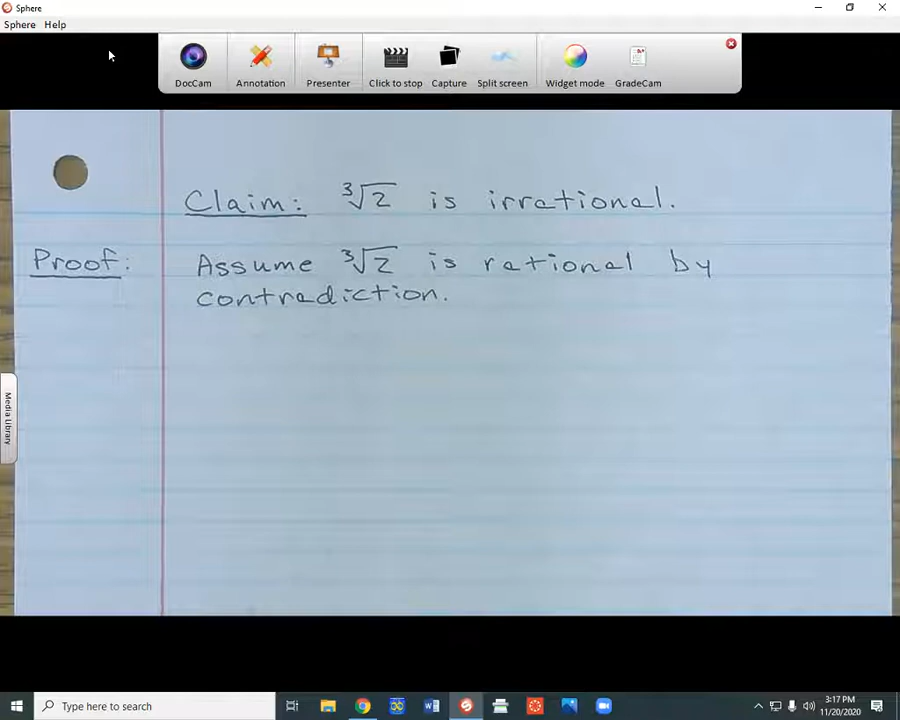 Sphere
Sphere Help
DocCam Annotation Presenter Click to stop Capture Split screen Widget mode GradeCam
Claim: ∛2 is irrational.
Proof: Assume ∛2 is rational by
contradiction.
Media Library
Type here to search
3:17 PM
11/20/2020